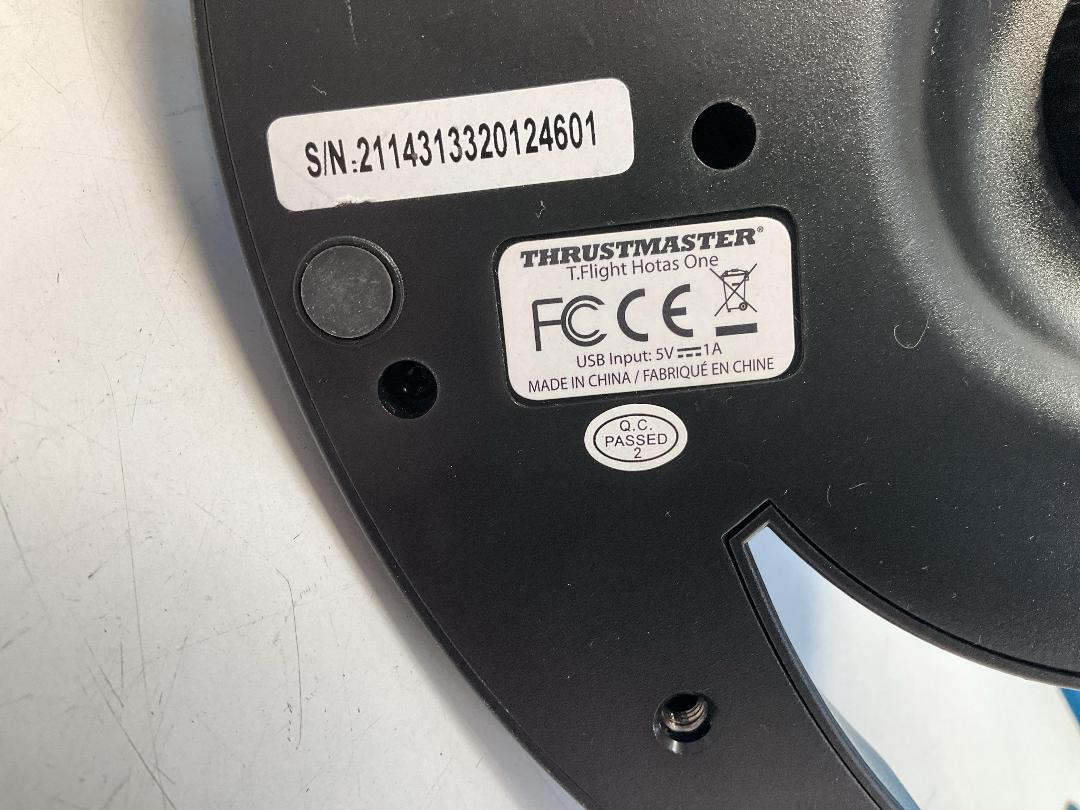 S/N:2114313320124601
THRUSTMASTER®
T.Flight Hotas One
FC CE
USB Input: 5V⎓1A
MADE IN CHINA / FABRIQUÉ EN CHINE
Q.C.
PASSED
2